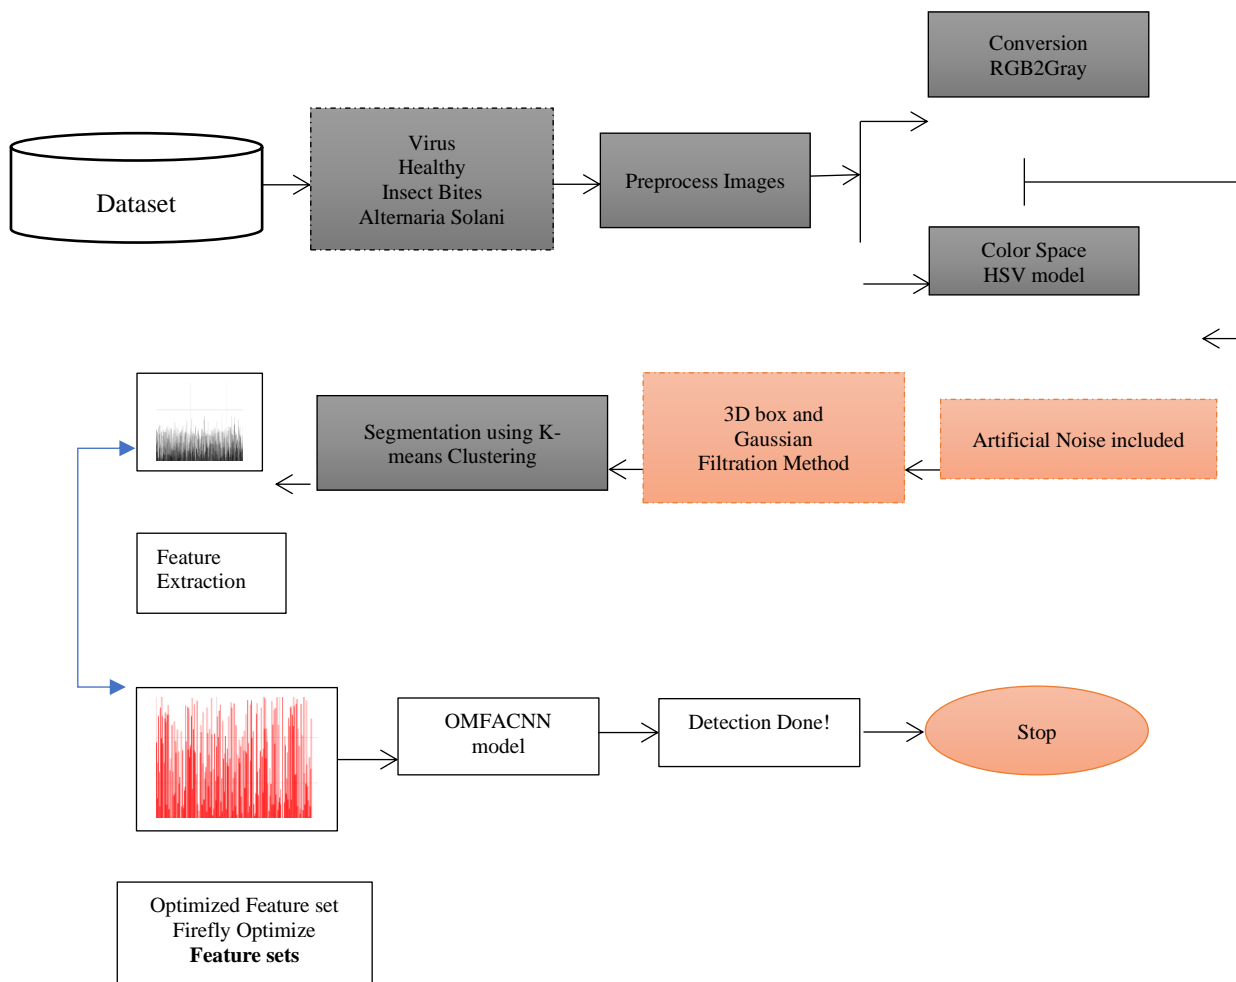 Conversion
RGB2Gray
Dataset
Virus
Healthy
Insect Bites
Alternaria Solani
Preprocess Images
Color Space
HSV model
Segmentation using K-
means Clustering
3D box and
Gaussian
Filtration Method
Artificial Noise included
Feature
Extraction
OMFACNN
model
Detection Done!
Stop
Optimized Feature set
Firefly Optimize
Feature sets